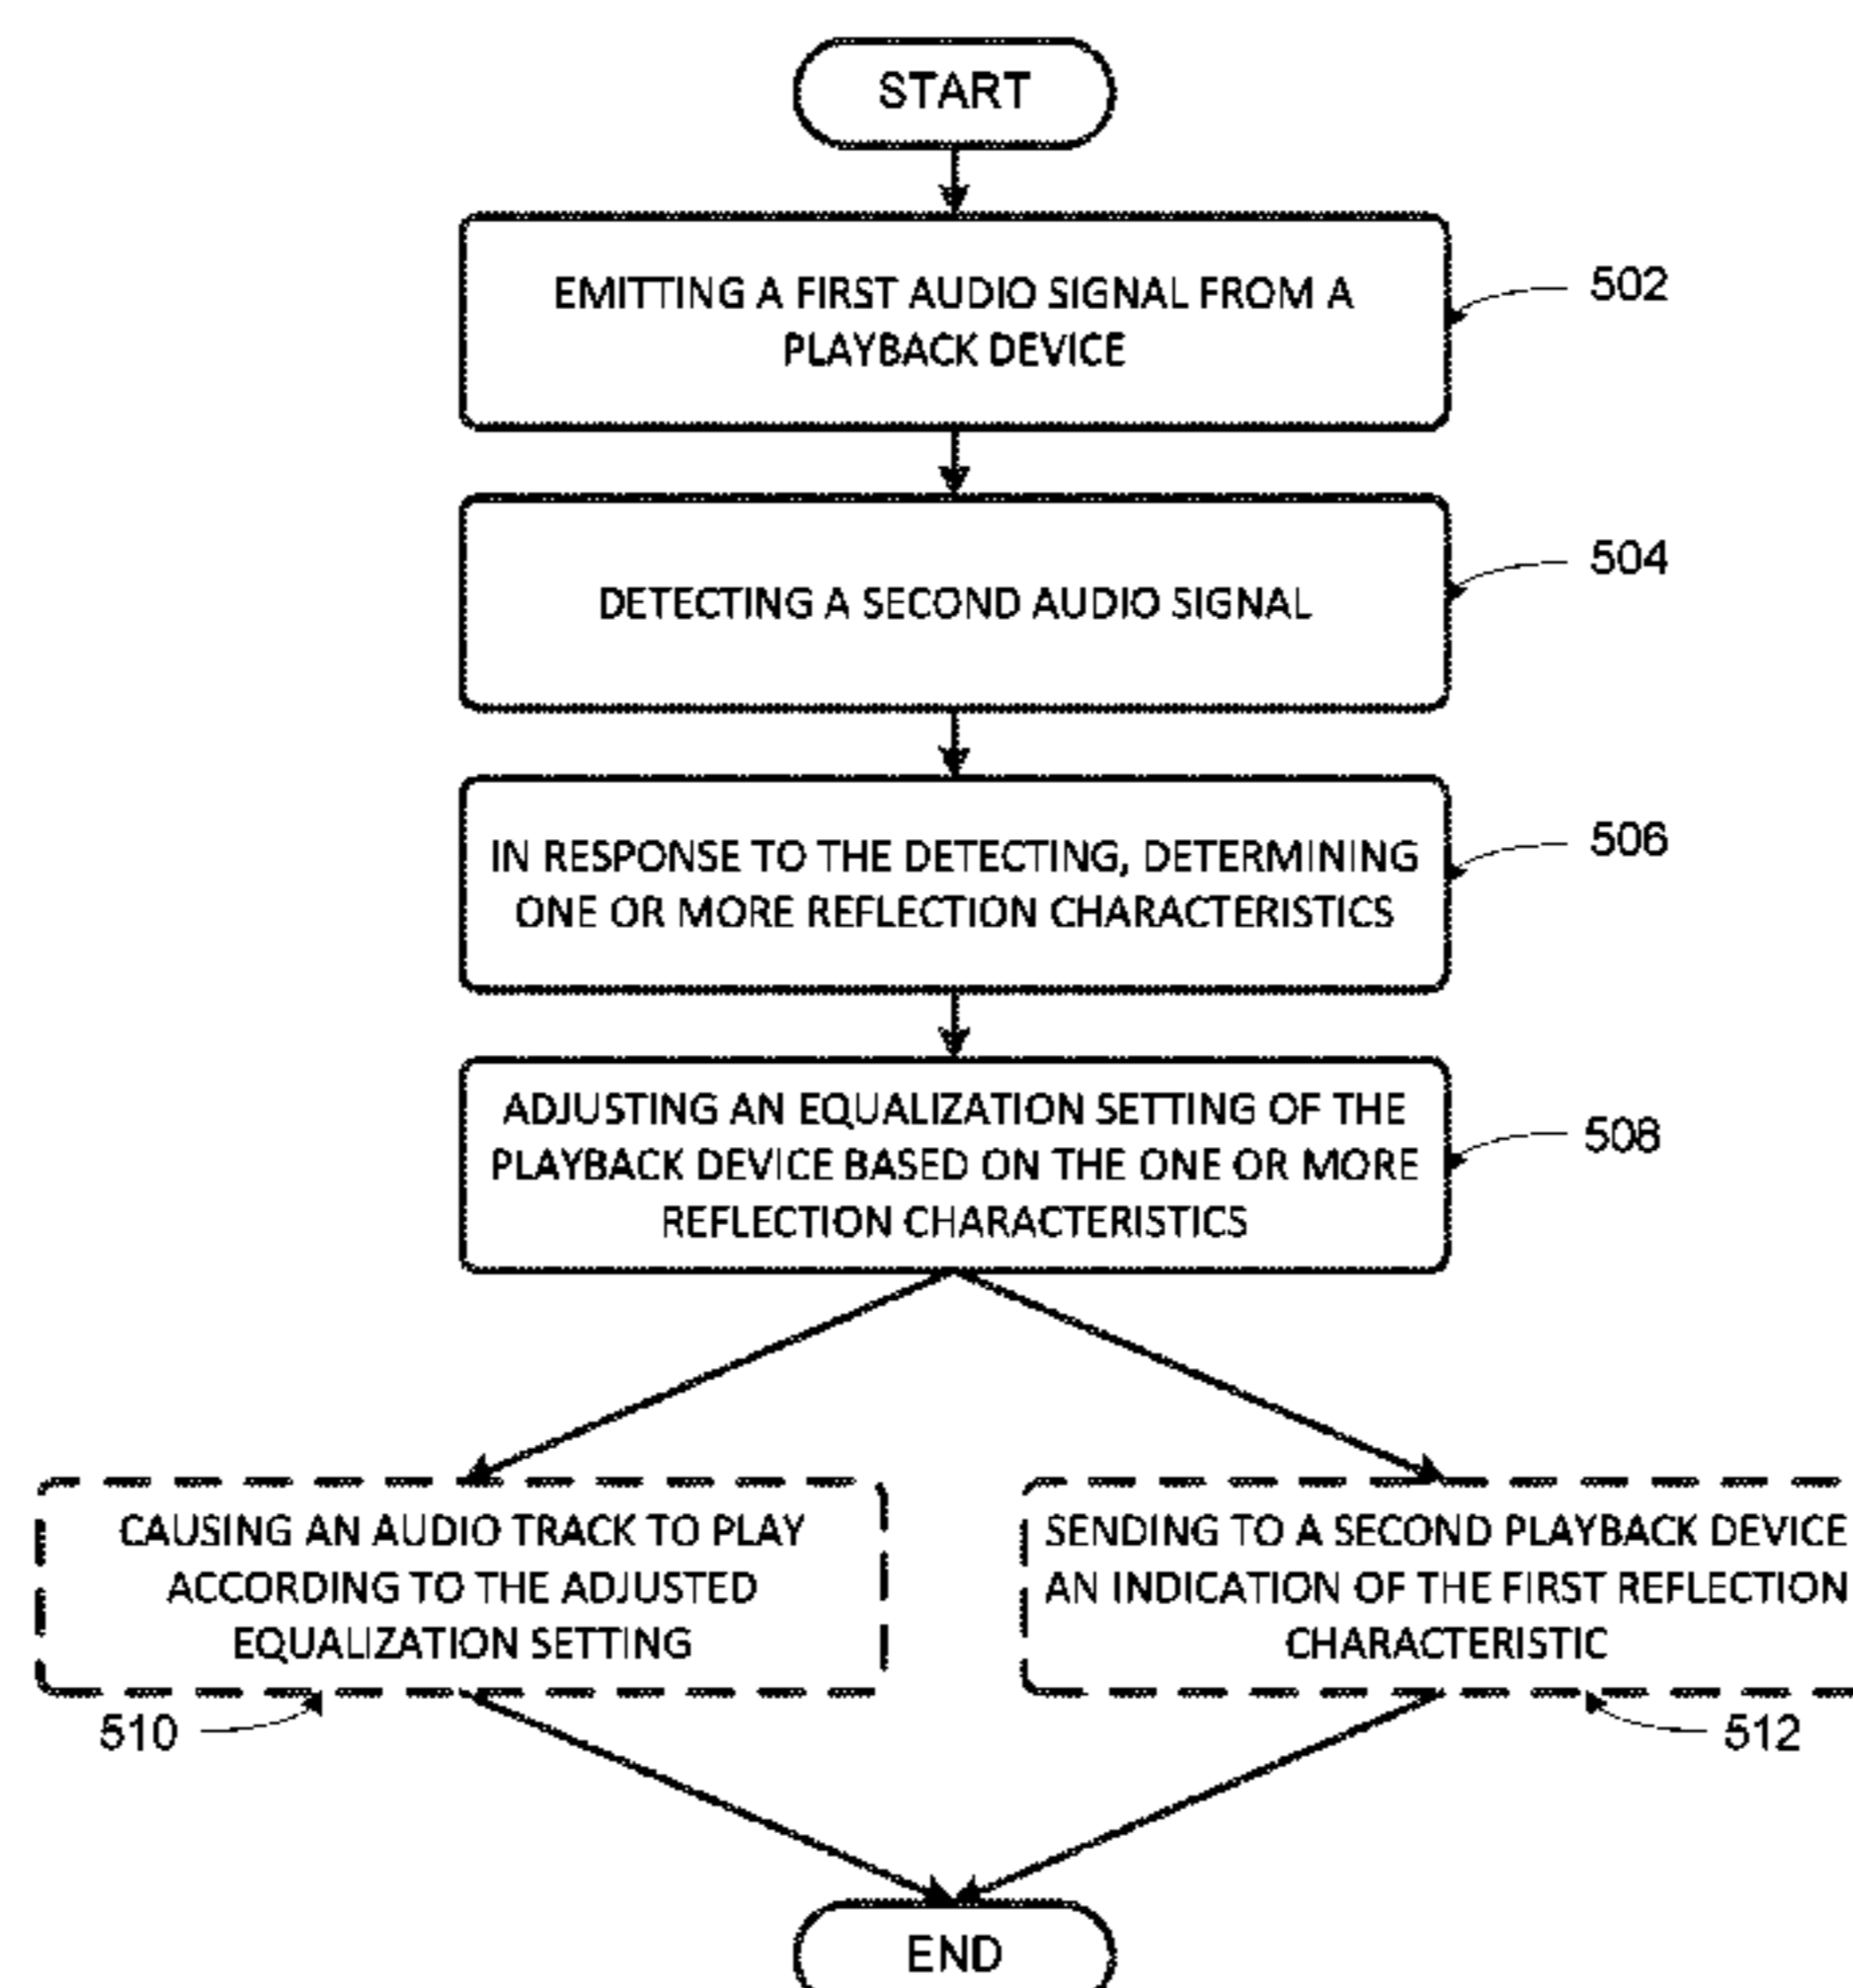 START
EMITTING A FIRST AUDIO SIGNAL FROM A
PLAYBACK DEVICE
502
DETECTING A SECOND AUDIO SIGNAL
504
IN RESPONSE TO THE DETECTING, DETERMINING
ONE OR MORE REFLECTION CHARACTERISTICS
506
ADJUSTING AN EQUALIZATION SETTING OF THE
PLAYBACK DEVICE BASED ON THE ONE OR MORE
REFLECTION CHARACTERISTICS
508
CAUSING AN AUDIO TRACK TO PLAY
ACCORDING TO THE ADJUSTED
EQUALIZATION SETTING
510
SENDING TO A SECOND PLAYBACK DEVICE
AN INDICATION OF THE FIRST REFLECTION
CHARACTERISTIC
512
END